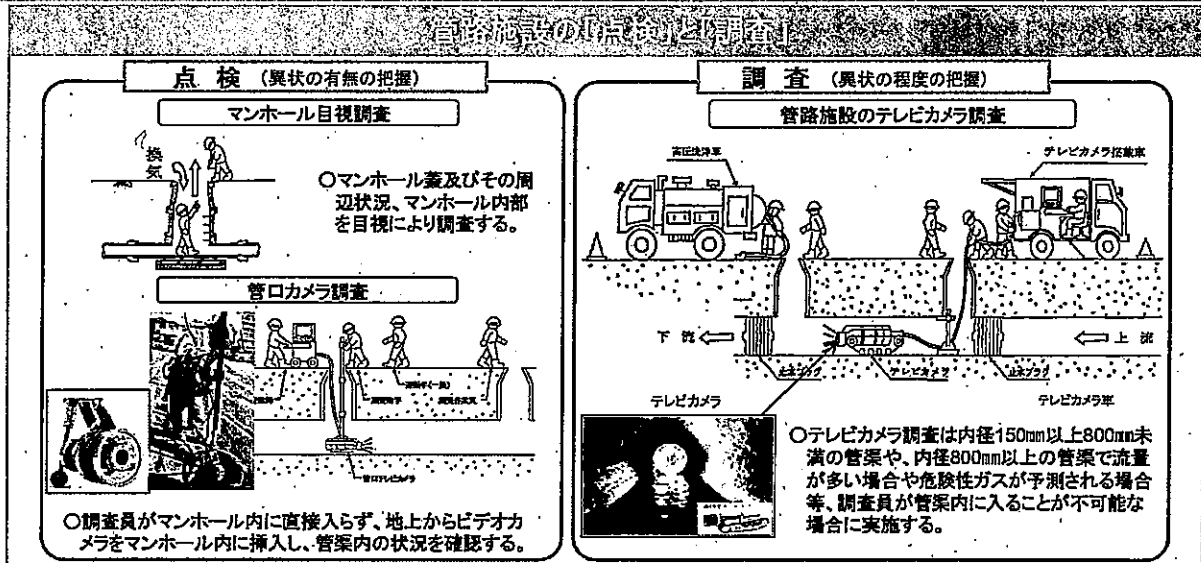 管路施設の「点検」と「調査」
点検（異状の有無の把握）
マンホール目視調査
換気
○マンホール蓋及びその周
辺状況、マンホール内部
を目視により調査する。
管口カメラ調査
管口テレビカメラ
○調査員がマンホール内に直接入らず、地上からビデオカ
メラをマンホール内に挿入し、管渠内の状況を確認する。
調査（異状の程度の把握）
管路施設のテレビカメラ調査
高圧洗浄車
テレビカメラ搭載車
下流
上流
止水プラグ
テレビカメラ
止水プラグ
テレビカメラ
テレビカメラ車
○テレビカメラ調査は内径150mm以上800mm未
満の管渠や、内径800mm以上の管渠で流量
が多い場合や危険性ガスが予測される場合
等、調査員が管渠内に入ることが不可能な
場合に実施する。